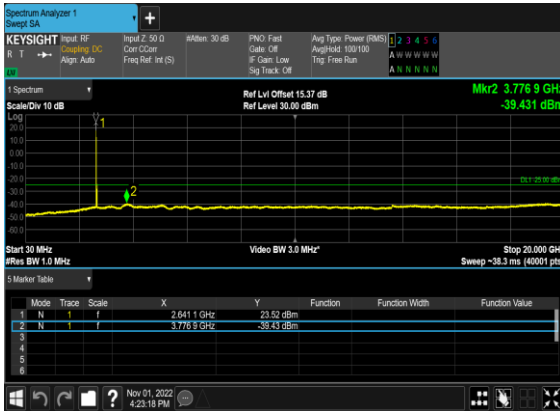 Spectrum Analyzer 1
Swept SA
KEYSIGHT Input: RF Input Z: 50 Ω #Atten: 30 dB PNO: Fast Avg Type: Power (RMS) 1 2 3 4 5 6
R T Coupling: DC Corr CCorr Gate: Off Avg|Hold: 100/100 A W W W W W
Align: Auto Freq Ref: Int (S) IF Gain: Low Trig: Free Run
Sig Track: Off A N N N N N
1 Spectrum Ref Lvl Offset 15.37 dB Mkr2 3.776 9 GHz
Scale/Div 10 dB Ref Level 30.00 dBm -39.431 dBm
Log
20.0
10.0
0.00
-10.0
-20.0
-30.0
-40.0
-50.0
-60.0
1
2
DL1 -25.00 dBm
Start 30 MHz Video BW 3.0 MHz* Stop 20.000 GHz
#Res BW 1.0 MHz Sweep ~38.3 ms (40001 pts)
5 Marker Table
Mode Trace Scale X Y Function Function Width Function Value
1 N 1 f 2.641 1 GHz 23.52 dBm
2 N 1 f 3.776 9 GHz -39.43 dBm
3
4
5
6
? Nov 01, 2022
4:23:18 PM